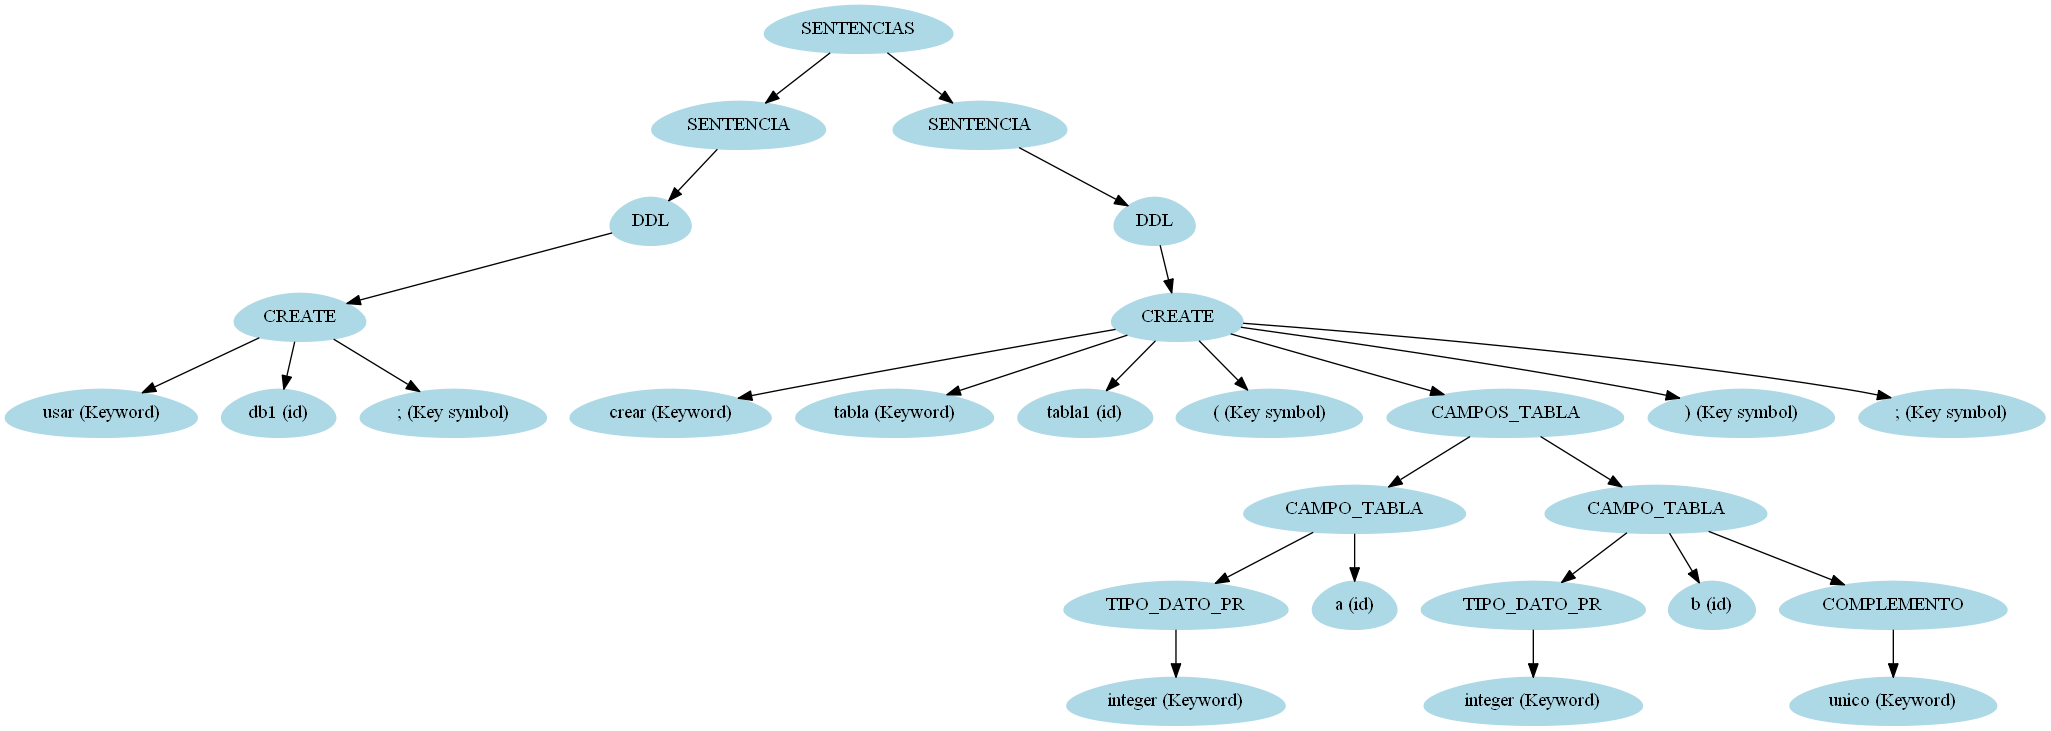 SENTENCIAS
SENTENCIA
SENTENCIA
DDL
DDL
CREATE
CREATE
usar (Keyword)
db1 (id)
; (Key symbol)
crear (Keyword)
tabla (Keyword)
tabla1 (id)
( (Key symbol)
CAMPOS_TABLA
) (Key symbol)
; (Key symbol)
CAMPO_TABLA
CAMPO_TABLA
TIPO_DATO_PR
a (id)
TIPO_DATO_PR
b (id)
COMPLEMENTO
integer (Keyword)
integer (Keyword)
unico (Keyword)